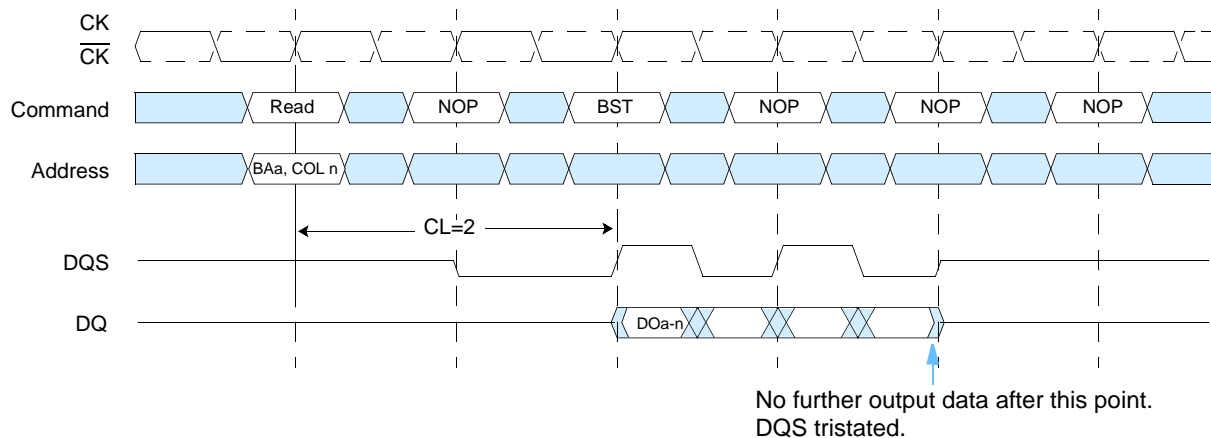 CK
CK
Command Read NOP BST NOP NOP NOP
Address BAa, COL n
CL=2
DQS
DQ DOa-n
No further output data after this point.
DQS tristated.